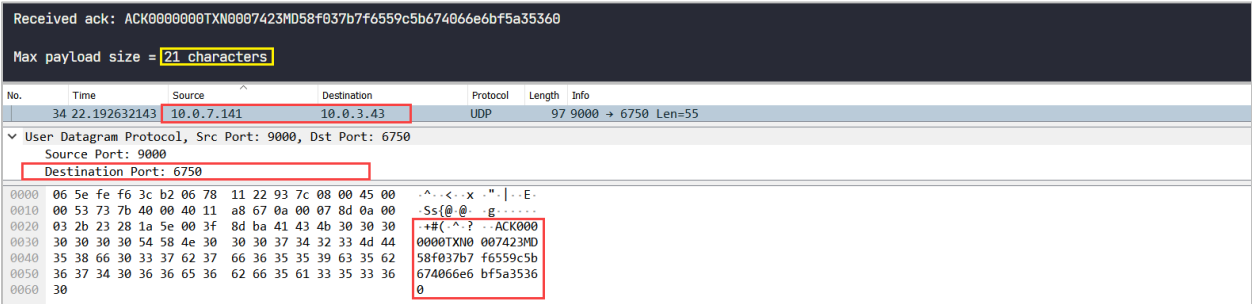 Received ack: ACK0000000TXN0007423MD58f037b7f6559c5b674066e6bf5a35360
Max payload size = 21 characters
No. Time Source Destination Protocol Length Info
34 22.192632143 10.0.7.141 10.0.3.43 UDP 97 9000 → 6750 Len=55
User Datagram Protocol, Src Port: 9000, Dst Port: 6750
Source Port: 9000
Destination Port: 6750
0000 06 5e fe f6 3c b2 06 78 11 22 93 7c 08 00 45 00 ·^··<··x ·"·|··E·
0010 00 53 73 7b 40 00 40 11 a8 67 0a 00 07 8d 0a 00 ·Ss{@·@· ·g······
0020 03 2b 23 28 1a 5e 00 3f 8d ba 41 43 4b 30 30 30 ·+#(·^·? ··ACK000
0030 30 30 30 30 54 58 4e 30 30 30 37 34 32 33 4d 44 0000TXN0 007423MD
0040 35 38 66 30 33 37 62 37 66 36 35 35 39 63 35 62 58f037b7 f6559c5b
0050 36 37 34 30 36 36 65 36 62 66 35 61 33 35 33 36 674066e6 bf5a3536
0060 30 0